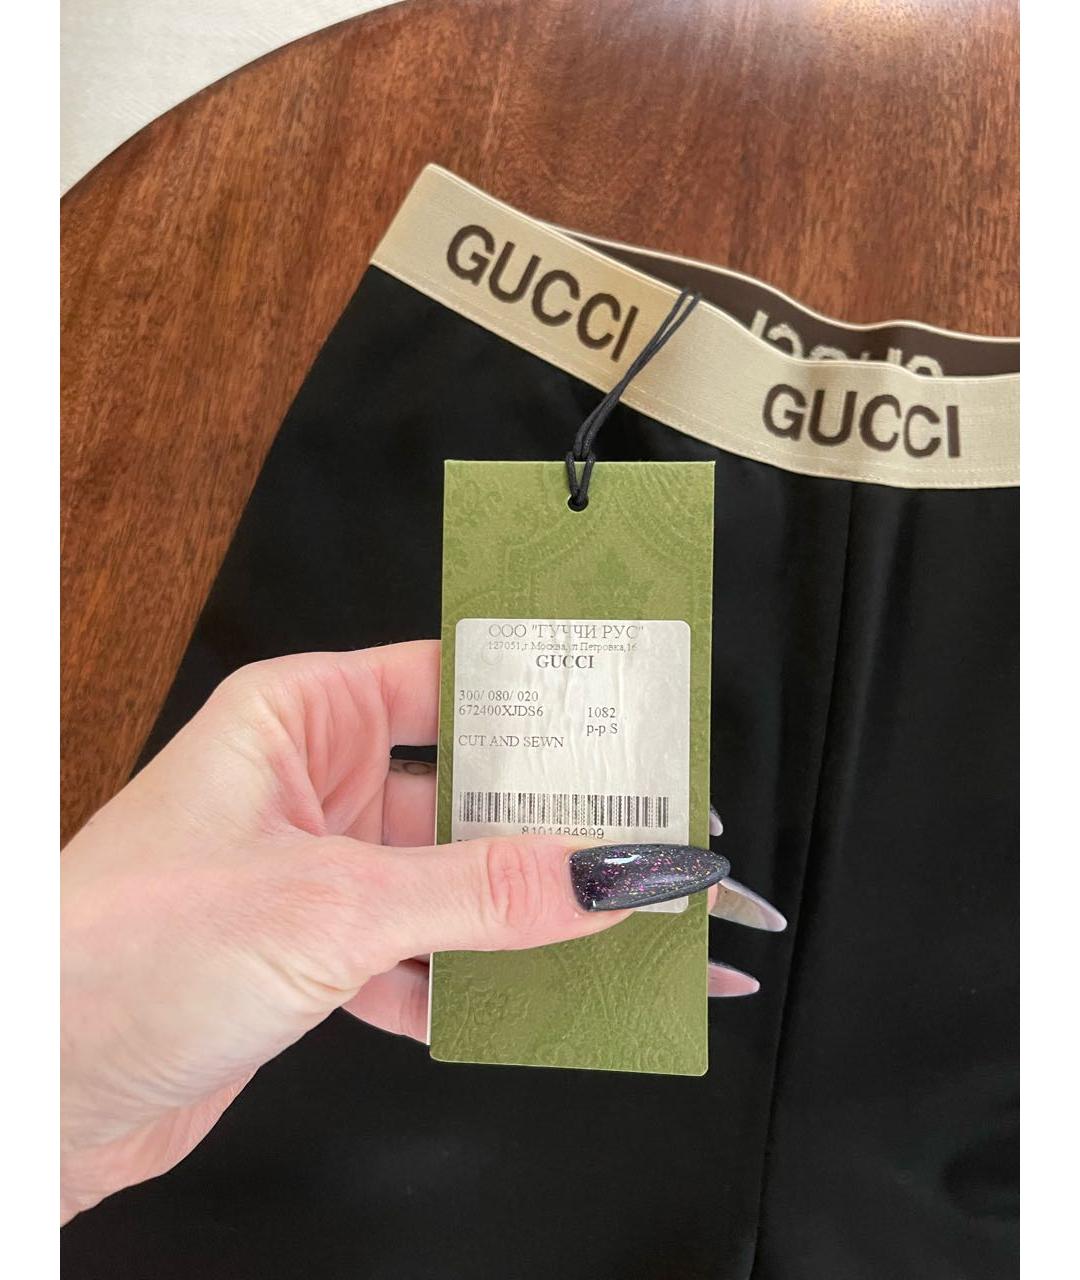 GUCCI
GUCCI
GUCCI
ООО "ГУЧЧИ РУС"
127051,г.Москва,ул Петровка,16
GUCCI
300/ 080/ 020
672400XJDS6 1082
р-р S
CUT AND SEWN
8101484999